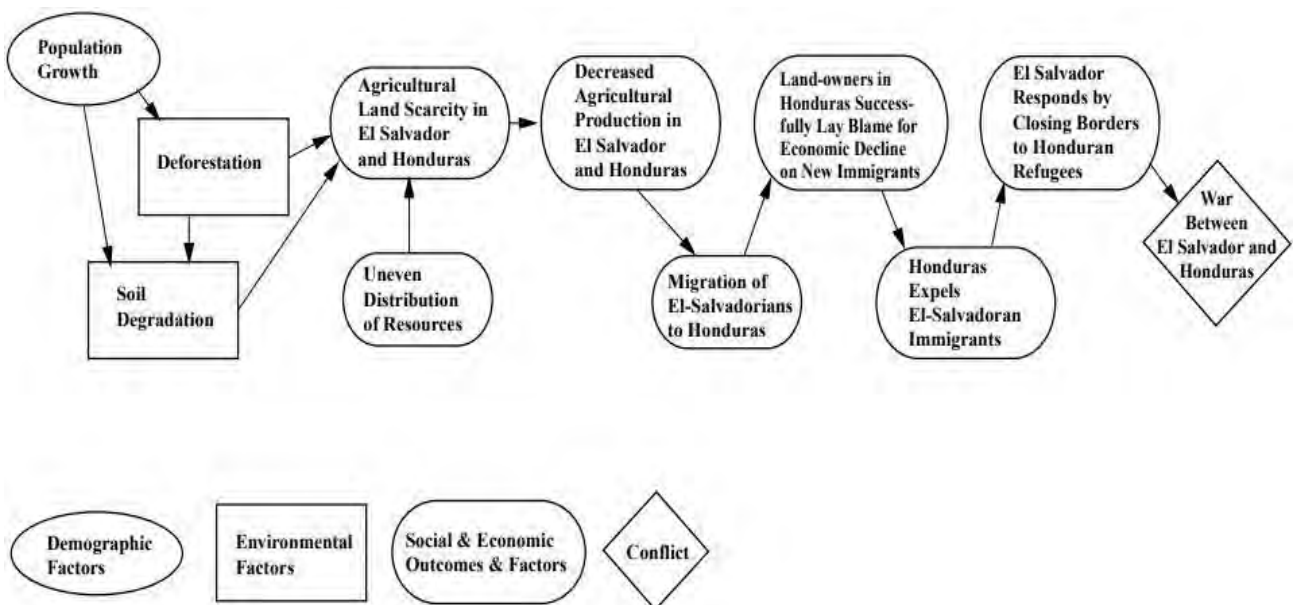 Population
Growth
Deforestation
Soil
Degradation
Agricultural
Land Scarcity in
El Salvador
and Honduras
Uneven
Distribution
of Resources
Decreased
Agricultural
Production in
El Salvador
and Honduras
Migration of
El-Salvadorians
to Honduras
Land-owners in
Honduras Success-
fully Lay Blame for
Economic Decline
on New Immigrants
Honduras
Expels
El-Salvadoran
Immigrants
El Salvador
Responds by
Closing Borders
to Honduran
Refugees
War
Between
El Salvador and
Honduras
Demographic
Factors
Environmental
Factors
Social & Economic
Outcomes & Factors
Conflict